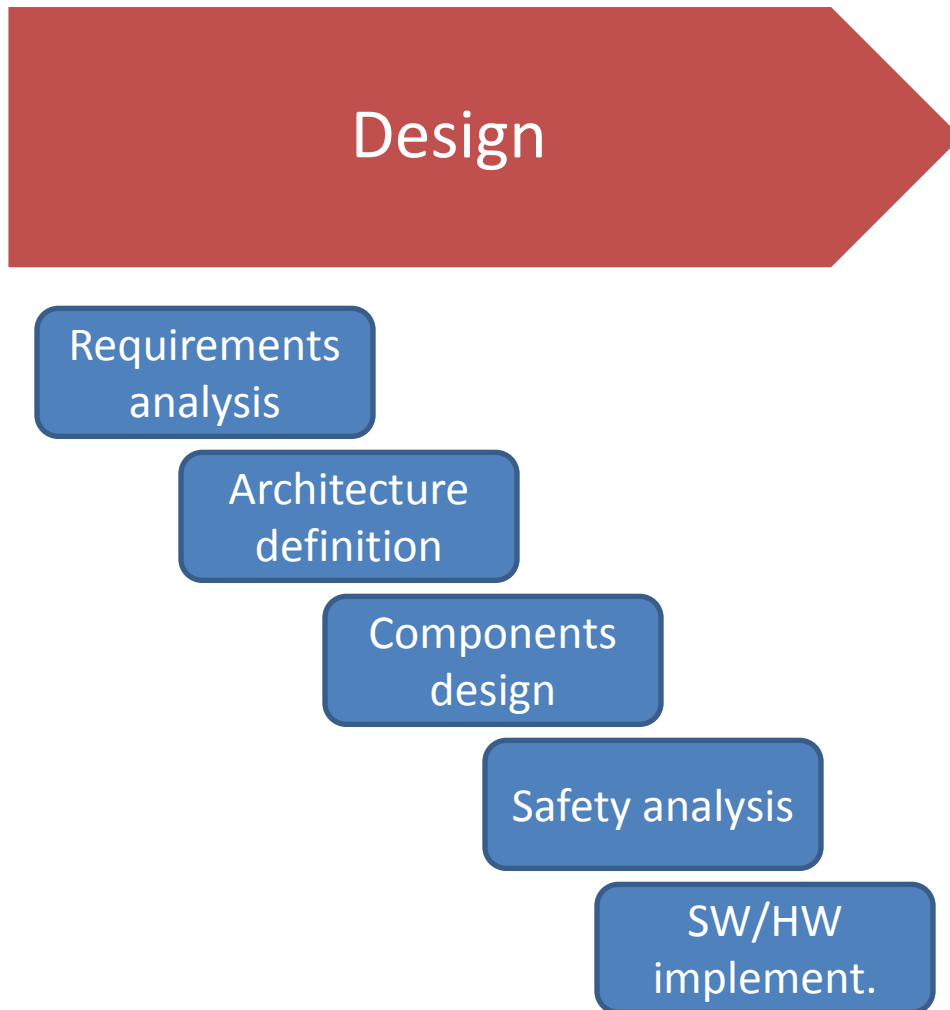 Design
Requirements
analysis
Architecture
definition
Components
design
Safety analysis
SW/HW
implement.